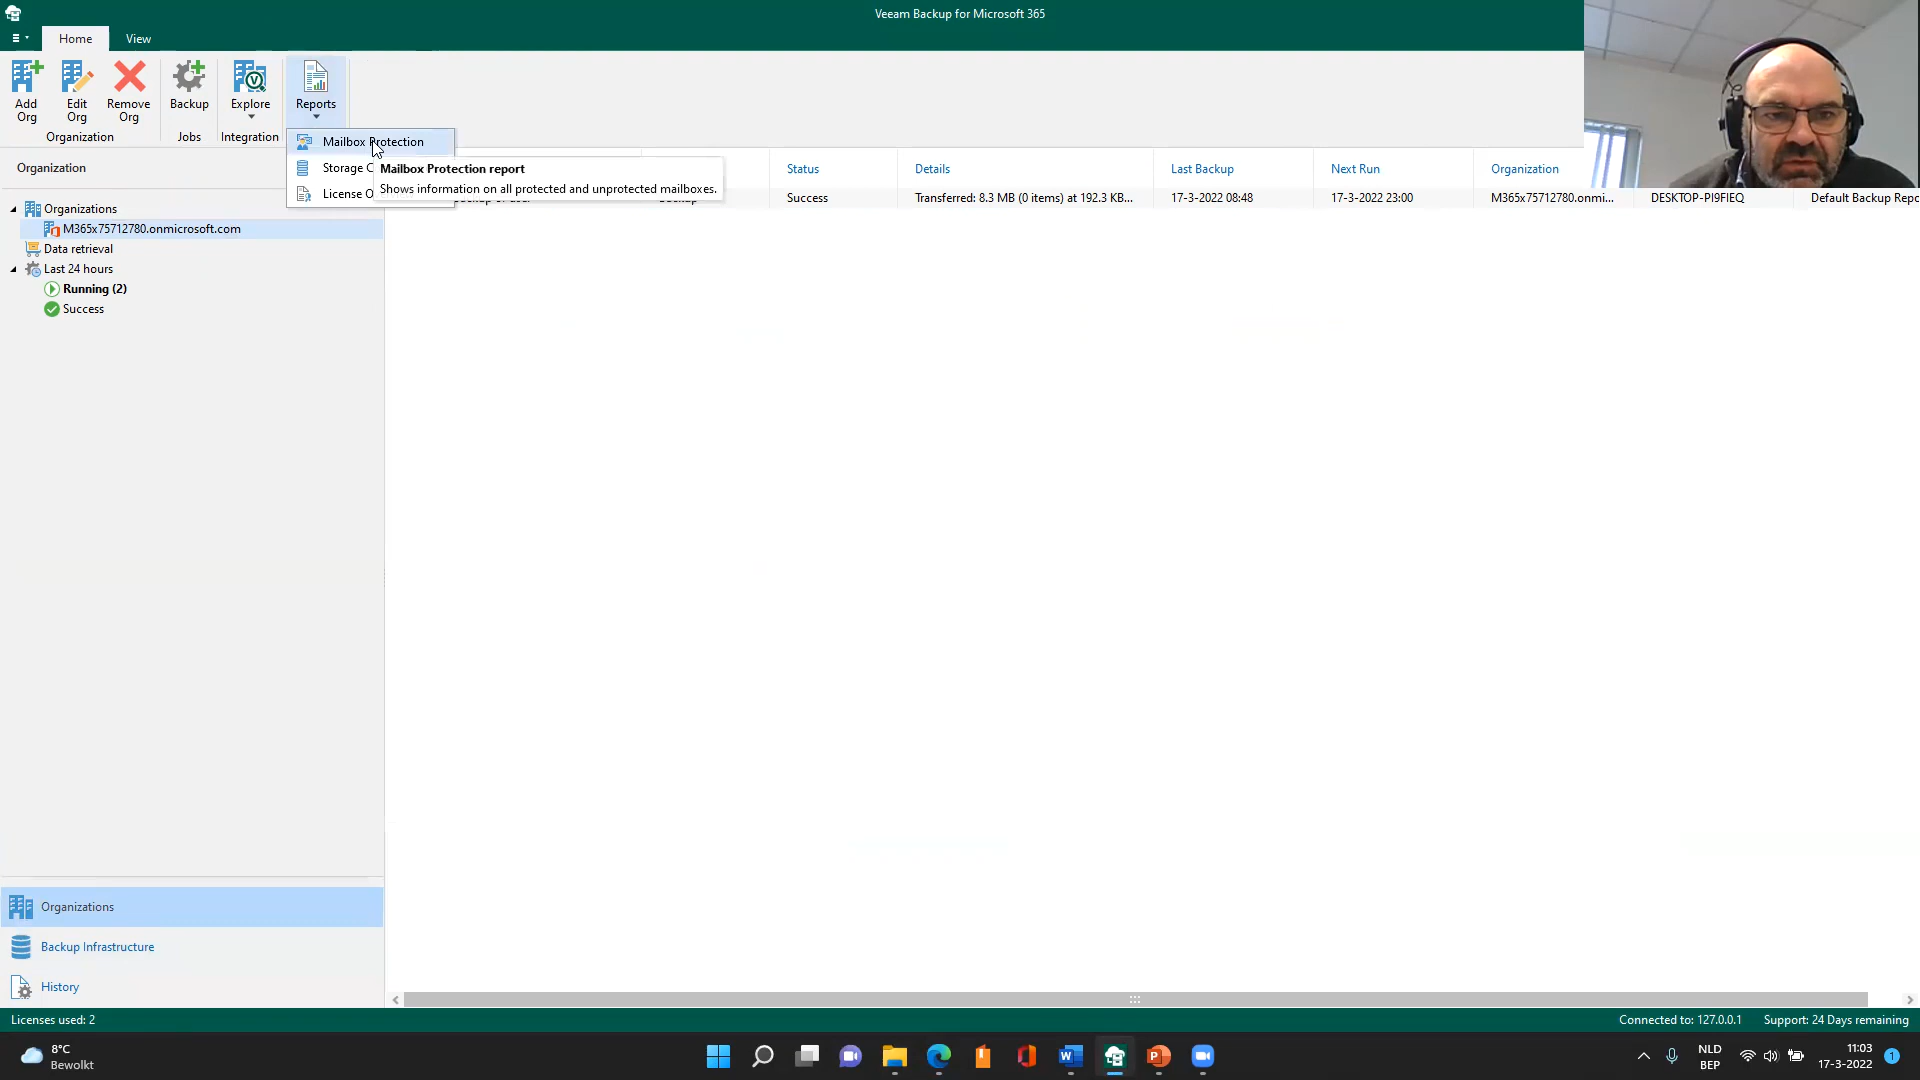 Veeam Backup for Microsoft 365
Home
View
Add
Org
Edit
Org
Remove
Org
Backup
Explore
Reports
Organization
Jobs
Integration
Mailbox Protection
Storage C
License O
Mailbox Protection report
Shows information on all protected and unprotected mailboxes.
Organization
Status
Details
Last Backup
Next Run
Organization
Success
Transferred: 8.3 MB (0 items) at 192.3 KB...
17-3-2022 08:48
17-3-2022 23:00
M365x75712780.onmi...
DESKTOP-PI9FIEQ
Default Backup Repo
Organizations
M365x75712780.onmicrosoft.com
Data retrieval
Last 24 hours
Running (2)
Success
Organizations
Backup Infrastructure
History
Licenses used: 2
Connected to: 127.0.0.1
Support: 24 Days remaining
8°C
Bewolkt
NLD
BEP
11:03
17-3-2022
1